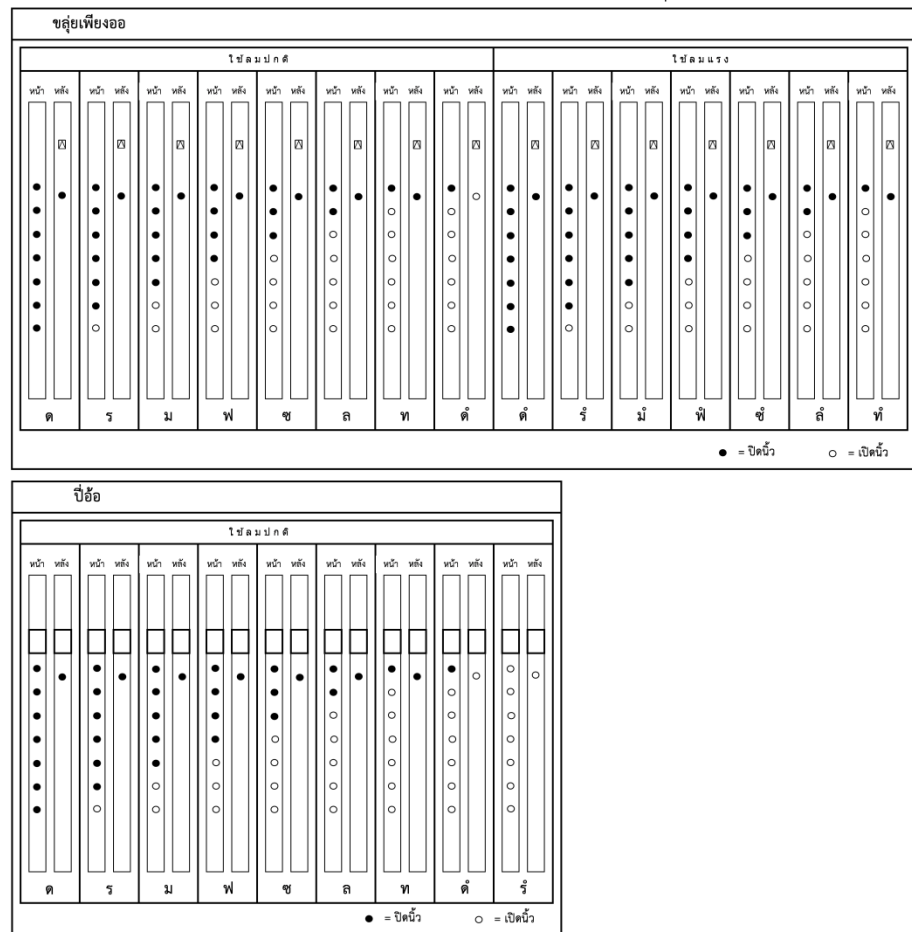 ขลุ่ยเพียงออ
ใช้ลมปกติ ใช้ลมแรง
หน้า หลัง หน้า หลัง หน้า หลัง หน้า หลัง หน้า หลัง หน้า หลัง หน้า หลัง หน้า หลัง หน้า หลัง หน้า หลัง หน้า หลัง หน้า หลัง หน้า หลัง หน้า หลัง หน้า หลัง
ด ร ม ฟ ซ ล ท ดํ ดํ รํ มํ ฟํ ซํ ลํ ทํ
● = ปิดนิ้ว ○ = เปิดนิ้ว
ปี่อ้อ
ใช้ลมปกติ
หน้า หลัง หน้า หลัง หน้า หลัง หน้า หลัง หน้า หลัง หน้า หลัง หน้า หลัง หน้า หลัง หน้า หลัง
ด ร ม ฟ ซ ล ท ดํ รํ
● = ปิดนิ้ว ○ = เปิดนิ้ว